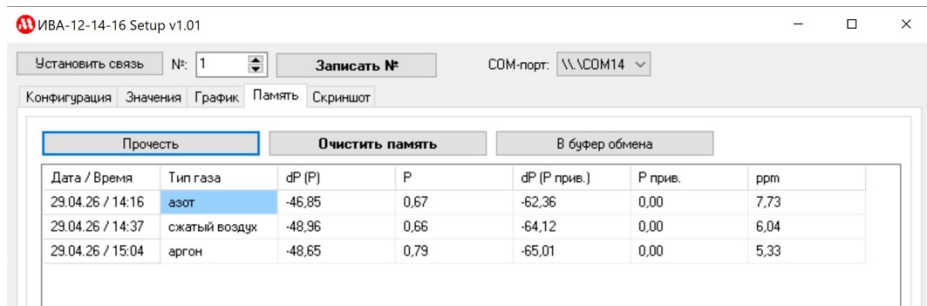 ИВА-12-14-16 Setup v1.01
Установить связь №: 1 Записать № COM-порт: \\.\COM14
Конфигурация Значения График Память Скриншот
Прочесть Очистить память В буфер обмена
Дата / Время Тип газа dP (P) P dP (P прив.) P прив. ppm
29.04.26 / 14:16 азот -46,85 0,67 -62,36 0,00 7,73
29.04.26 / 14:37 сжатый воздух -48,96 0,66 -64,12 0,00 6,04
29.04.26 / 15:04 аргон -48,65 0,79 -65,01 0,00 5,33